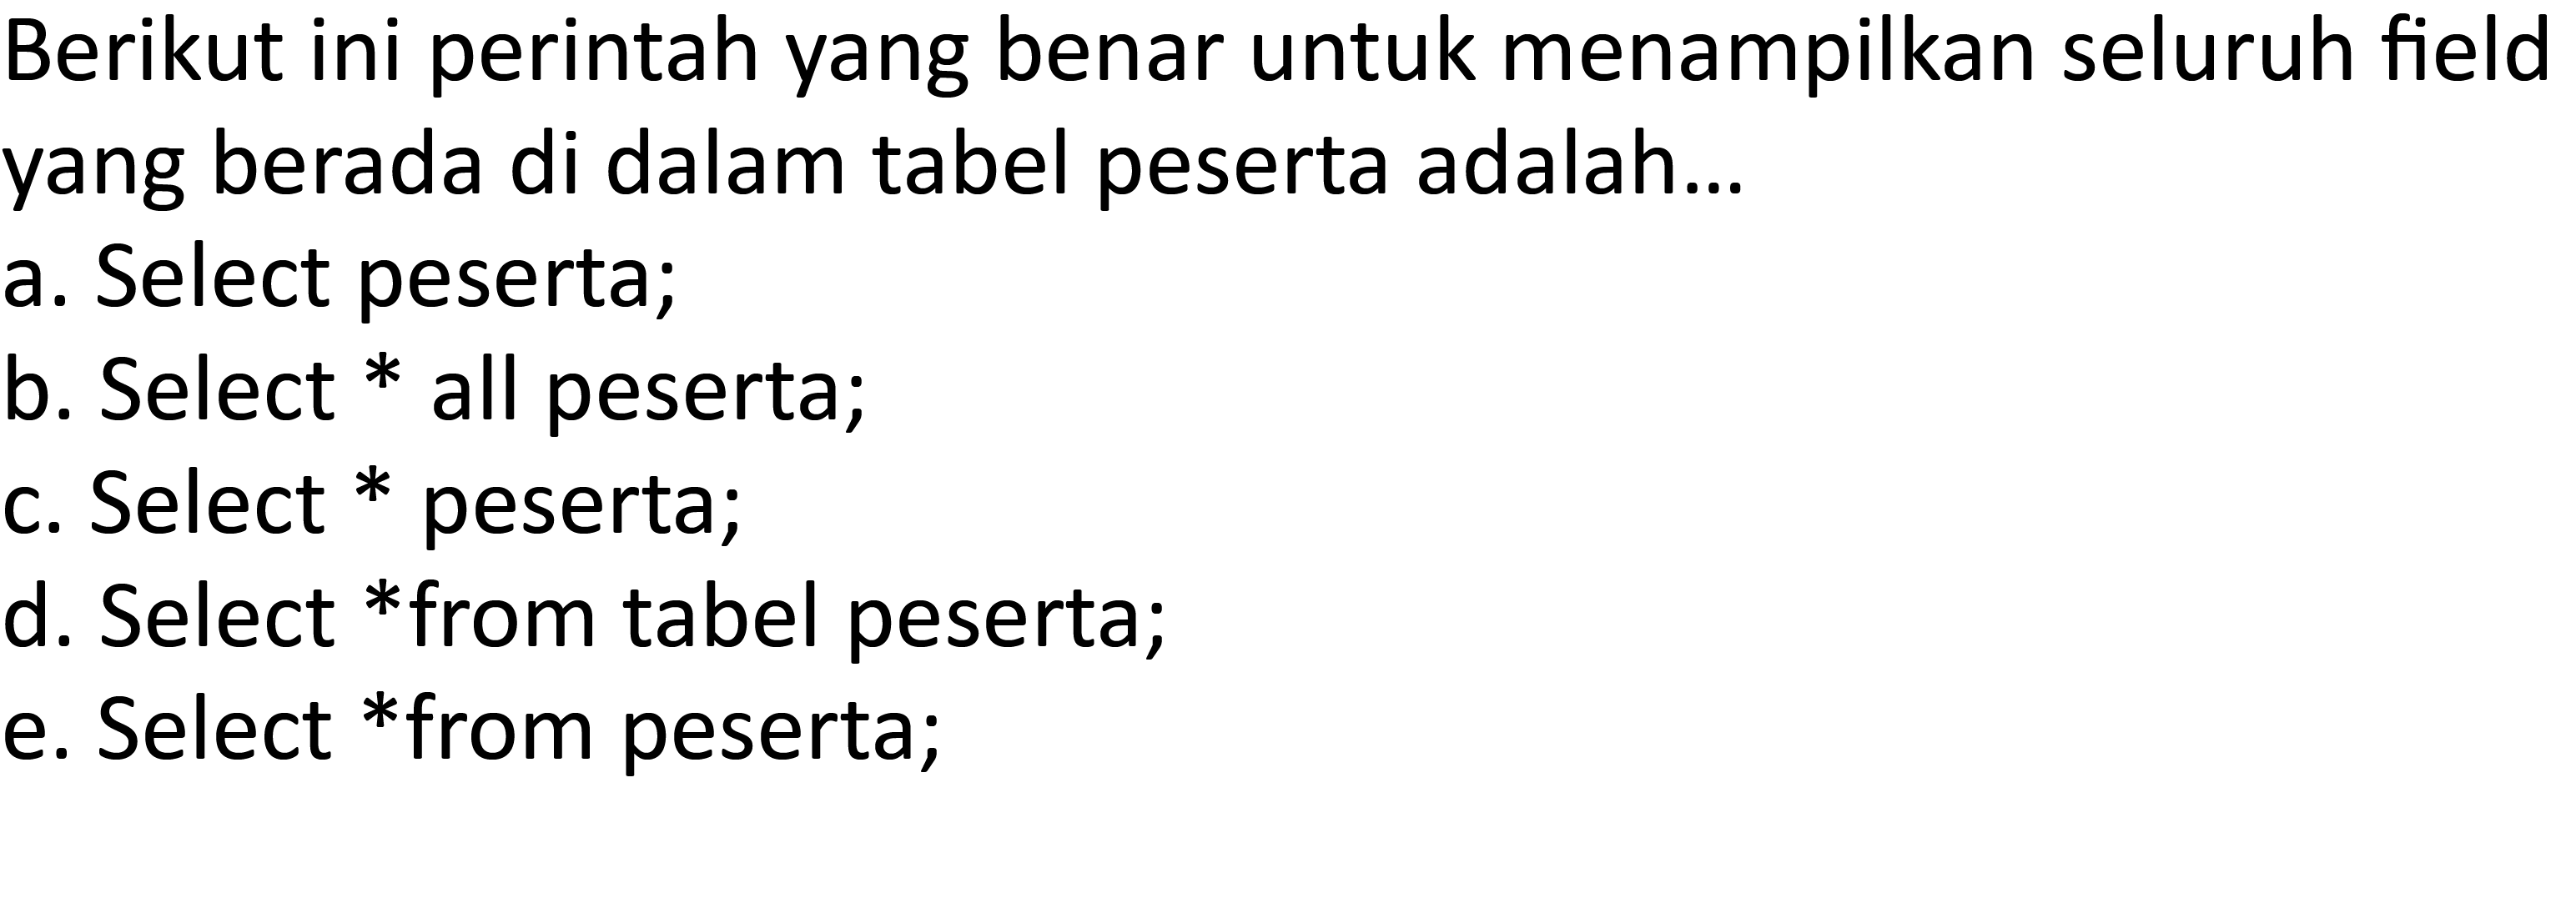 Berikut ini perintah yang benar untuk menampilkan seluruh field
yang berada di dalam tabel peserta adalah...
a. Select peserta;
b. Select * all peserta;
c. Select * peserta;
d. Select *from tabel peserta;
e. Select *from peserta;